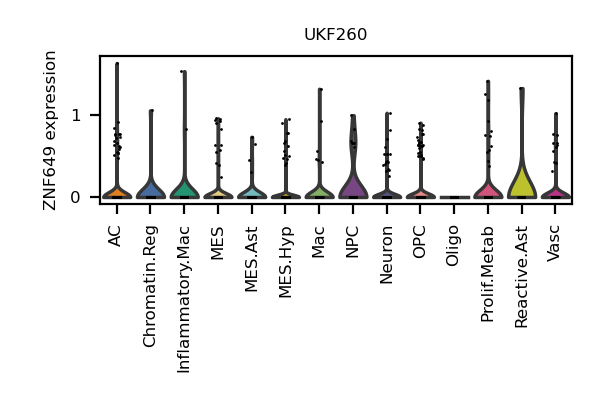 UKF260
ZNF649 expression
1
0
AC
Chromatin.Reg
Inflammatory.Mac
MES
MES.Ast
MES.Hyp
Mac
NPC
Neuron
OPC
Oligo
Prolif.Metab
Reactive.Ast
Vasc